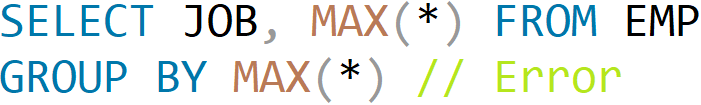 SELECT JOB, MAX(*) FROM EMP
GROUP BY MAX(*) // Error